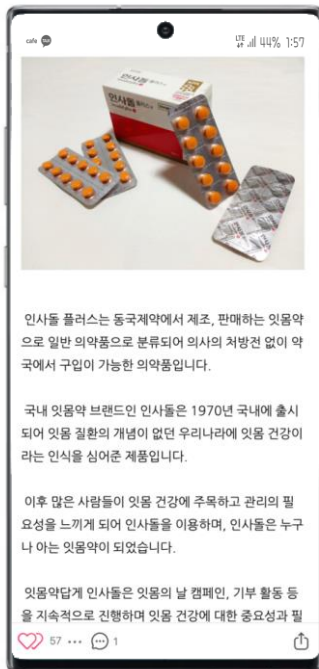 cafe
LTE 44% 1:57
인사돌 플러스
인사돌 플러스는 동국제약에서 제조, 판매하는 잇몸약
으로 일반 의약품으로 분류되어 의사의 처방전 없이 약
국에서 구입이 가능한 의약품입니다.
국내 잇몸약 브랜드인 인사돌은 1970년 국내에 출시
되어 잇몸 질환의 개념이 없던 우리나라에 잇몸 건강이
라는 인식을 심어준 제품입니다.
이후 많은 사람들이 잇몸 건강에 주목하고 관리의 필
요성을 느끼게 되어 인사돌을 이용하며, 인사돌은 누구
나 아는 잇몸약이 되었습니다.
잇몸약답게 인사돌은 잇몸의 날 캠페인, 기부 활동 등
을 지속적으로 진행하며 잇몸 건강에 대한 중요성과 필
57 ··· 1